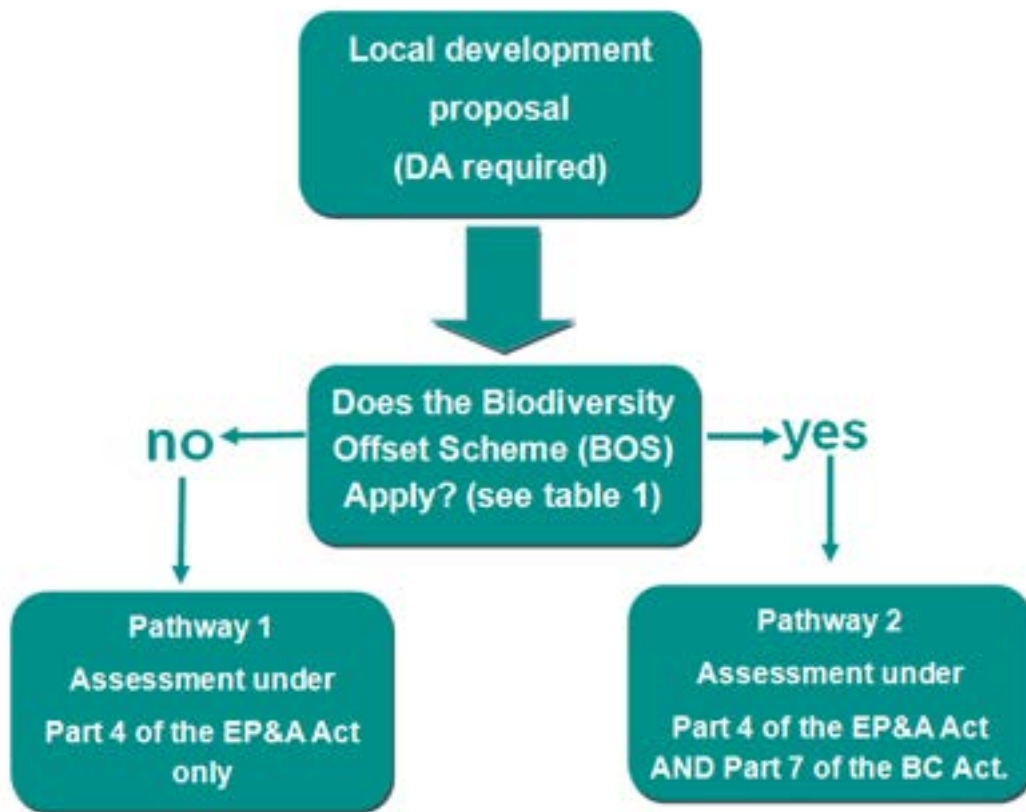 Local development
proposal
(DA required)
Does the Biodiversity
Offset Scheme (BOS)
Apply? (see table 1)
no
yes
Pathway 1
Assessment under
Part 4 of the EP&A Act
only
Pathway 2
Assessment under
Part 4 of the EP&A Act
AND Part 7 of the BC Act.